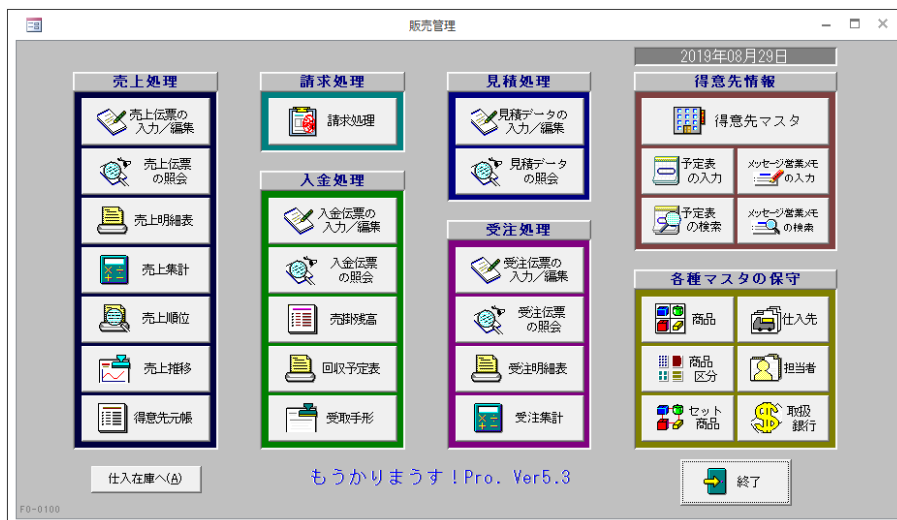 販売管理
2019年08月29日
売上処理
売上伝票の
入力／編集
売上伝票
の照会
売上明細表
売上集計
売上順位
売上推移
得意先元帳
請求処理
請求処理
入金処理
入金伝票の
入力／編集
入金伝票
の照会
売掛残高
回収予定表
受取手形
見積処理
見積データの
入力／編集
見積データ
の照会
受注処理
受注伝票の
入力／編集
受注伝票
の照会
受注明細表
受注集計
得意先情報
得意先マスタ
予定表
の入力
メッセージ営業メモ
の入力
予定表
の検索
メッセージ営業メモ
の検索
各種マスタの保守
商品
仕入先
商品
区分
担当者
セット
商品
取扱
銀行
仕入在庫へ(A)
もうかりまうす！Pro. Ver5.3
終了
F0-0100